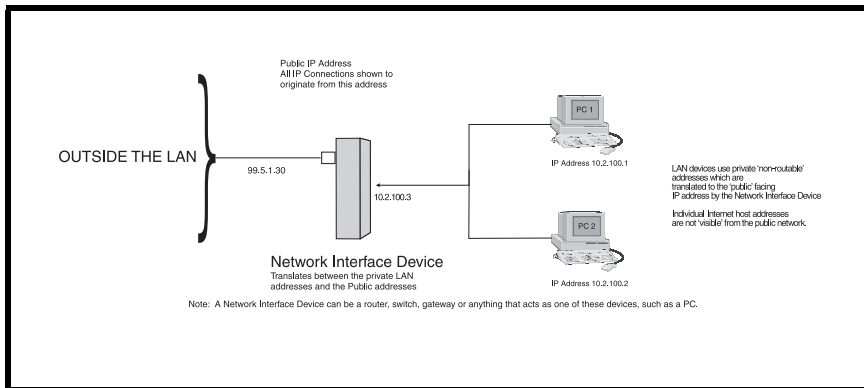 Public IP Address
All IP Connections shown to
originate from this address
OUTSIDE THE LAN
99.5.1.30
10.2.100.3
PC 1
IP Address 10.2.100.1
LAN devices use private 'non-routable'
addresses which are
translated to the 'public' facing
IP address by the Network Interface Device
Individual Internet host addresses
are not 'visible' from the public network.
PC 2
IP Address 10.2.100.2
Network Interface Device
Translates between the private LAN
addresses and the Public addresses
Note: A Network Interface Device can be a router, switch, gateway or anything that acts as one of these devices, such as a PC.